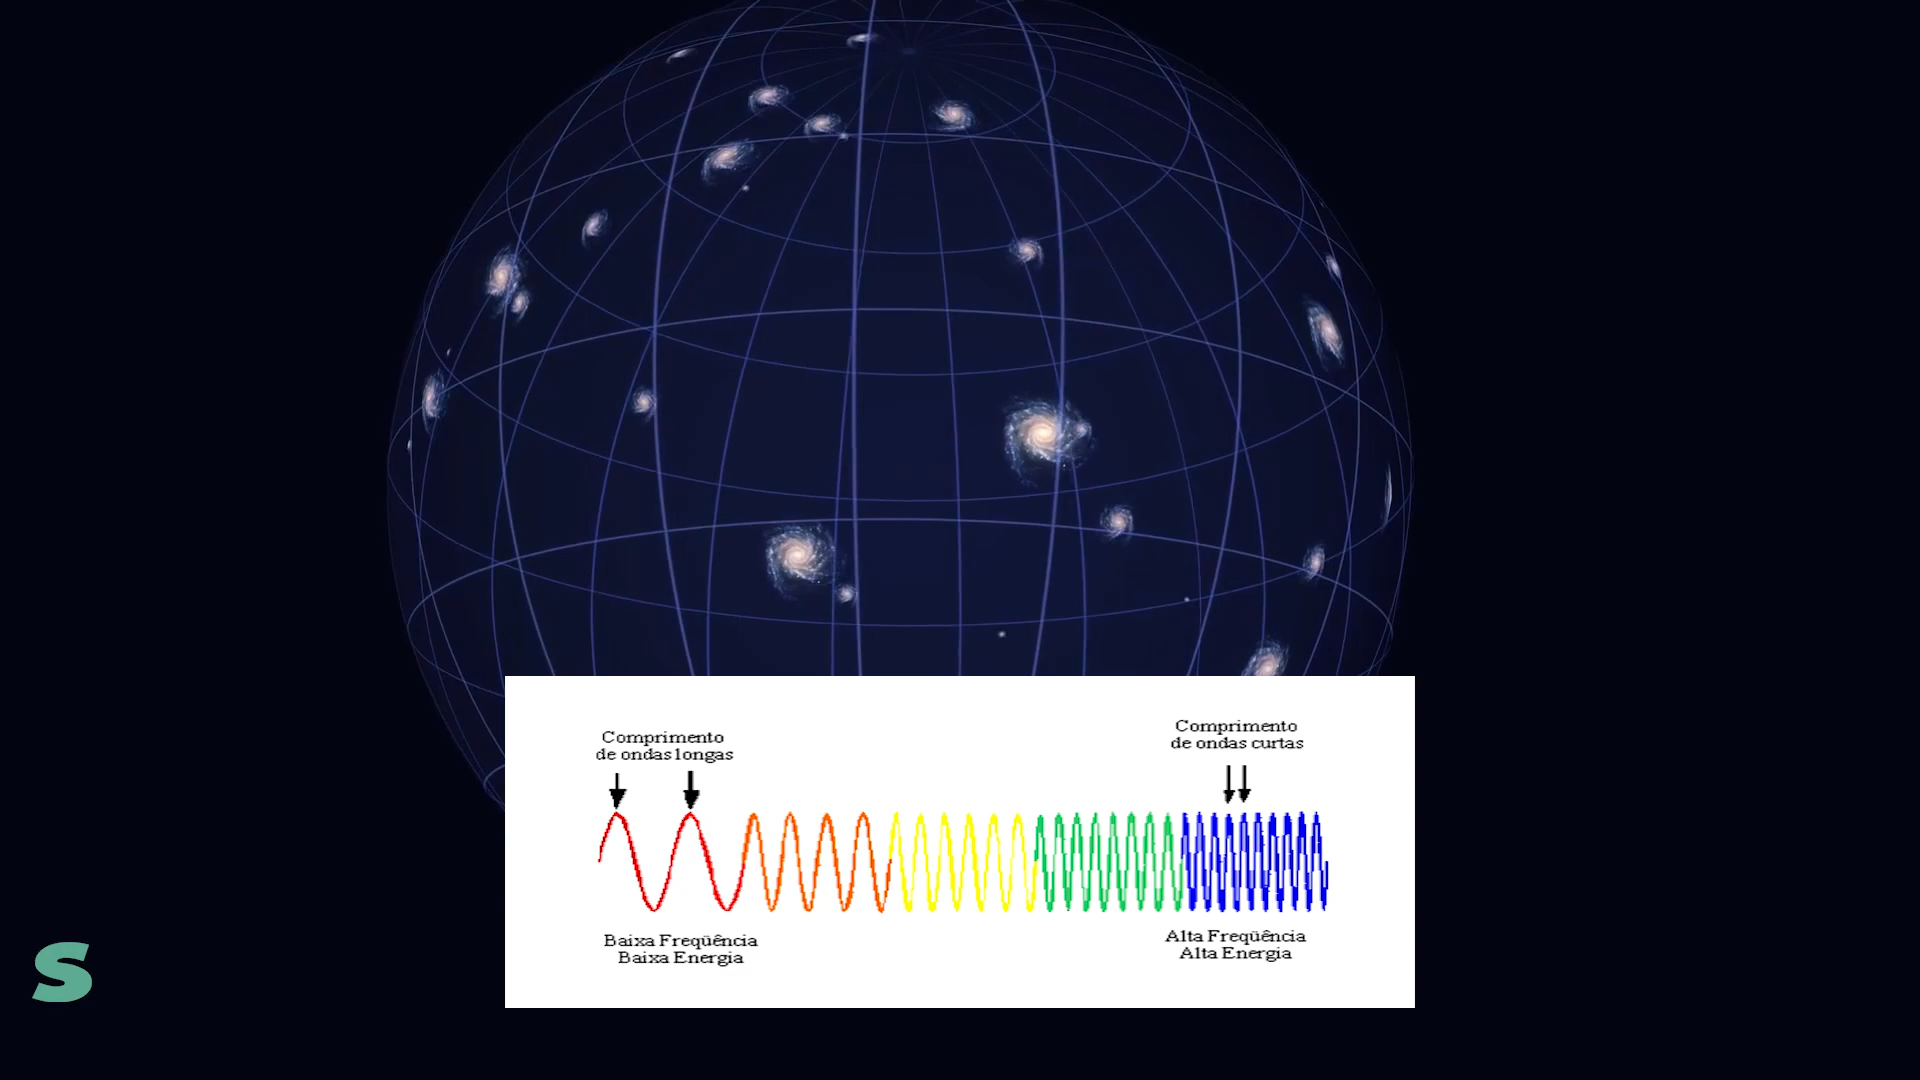 Comprimento
de ondas longas
Comprimento
de ondas curtas
Baixa Freqüência
Baixa Energia
Alta Freqüência
Alta Energia
S